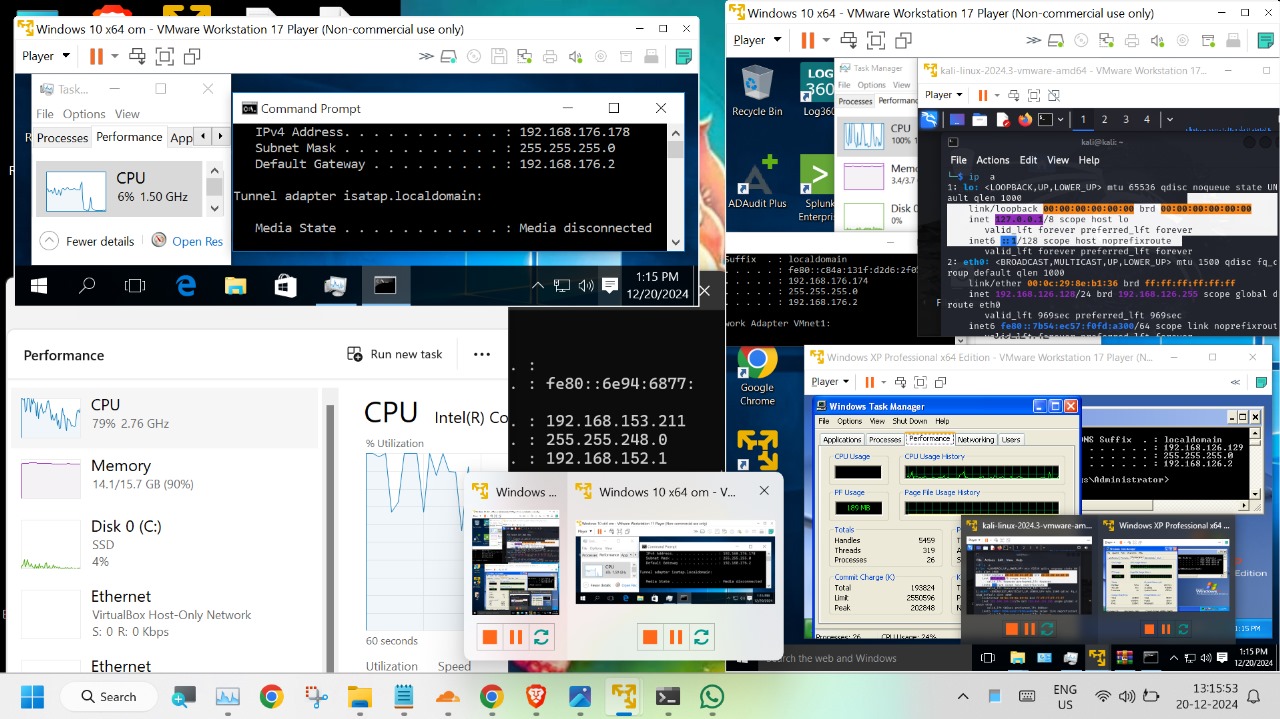 Windows 10 x64 om - VMware Workstation 17 Player (Non-commercial use only)
Player
Task...
Processes
Performance
App
CPU
1.50 GHz
Fewer details
Open Res
Command Prompt
IPv4 Address. . . . . . . . . . . : 192.168.176.178
Subnet Mask . . . . . . . . . . . : 255.255.255.0
Default Gateway . . . . . . . . . : 192.168.176.2
Tunnel adapter isatap.localdomain:
Media State . . . . . . . . . . . : Media disconnected
1:15 PM
12/20/2024
Windows 10 x64 - VMware Workstation 17 Player (Non-commercial use only)
Player
Recycle Bin
Log360
ADAudit Plus
Splunk Enterpris
Google Chrome
Task Manager
File Options View
Processes
Performanc
CPU
100%
Memo
3.4/3.7
Disk
0%
kali-linux-2024.3-vmware-amd64 - VMware Workstation 17...
Player
1 2 3 4
kali@kali: ~
File Actions Edit View Help
└─$ ip a
1: lo: <LOOPBACK,UP,LOWER_UP> mtu 65536 qdisc noqueue state UN
ault qlen 1000
link/loopback 00:00:00:00:00:00 brd 00:00:00:00:00:00
inet 127.0.0.1/8 scope host lo
valid_lft forever preferred_lft forever
inet6 ::1/128 scope host noprefixroute
valid_lft forever preferred_lft forever
2: eth0: <BROADCAST,MULTICAST,UP,LOWER_UP> mtu 1500 qdisc fq_c
roup default qlen 1000
link/ether 00:0c:29:8e:b1:36 brd ff:ff:ff:ff:ff:ff
inet 192.168.126.128/24 brd 192.168.126.255 scope global d
route eth0
valid_lft 969sec preferred_lft 969sec
inet6 fe80::7b54:ec57:f0fd:a300/64 scope link noprefixrout
Suffix . : localdomain
. . . . . : fe80::c84a:131f:d2d6:2f0
. . . . . : 192.168.176.174
. . . . . : 255.255.255.0
. . . . . : 192.168.176.2
work Adapter VMnet1:
Performance
Run new task
CPU
79% 1.76 GHz
Memory
14.1/15.7 GB (90%)
Disk 0 (C:)
SSD
4%
Ethernet
VMware Host-Only Network
S: 0 R: 0 Kbps
CPU
Intel(R) Co
% Utilization
60 seconds
Utilization
Speed
. :
. : fe80::6e94:6877:
. : 192.168.153.211
. : 255.255.248.0
. : 192.168.152.1
Windows ...
Windows 10 x64 om - V...
Windows XP Professional x64 Edition - VMware Workstation 17 Player (N...
Player
Windows Task Manager
File Options View Shut Down Help
Applications Processes Performance Networking Users
CPU Usage
CPU Usage History
PF Usage
189 MB
Page File Usage History
Totals
Handles 5459
Threads 319
Processes 26
Commit Charge (K)
Total 193824
Limit 5560596
Peak 208948
Processes: 26
CPU Usage: 24%
NS Suffix . : localdomain
. . . . . : 192.168.126.129
. . . . . : 255.255.255.0
. . . . . : 192.168.126.2
gs\Administrator>
kali-linux-2024.3-vmware-am...
Windows XP Professional x64 ...
Edition
1:15 PM
Search the web and Windows
1:15 PM
12/20/2024
Search
ENG
US
13:15:53
20-12-2024